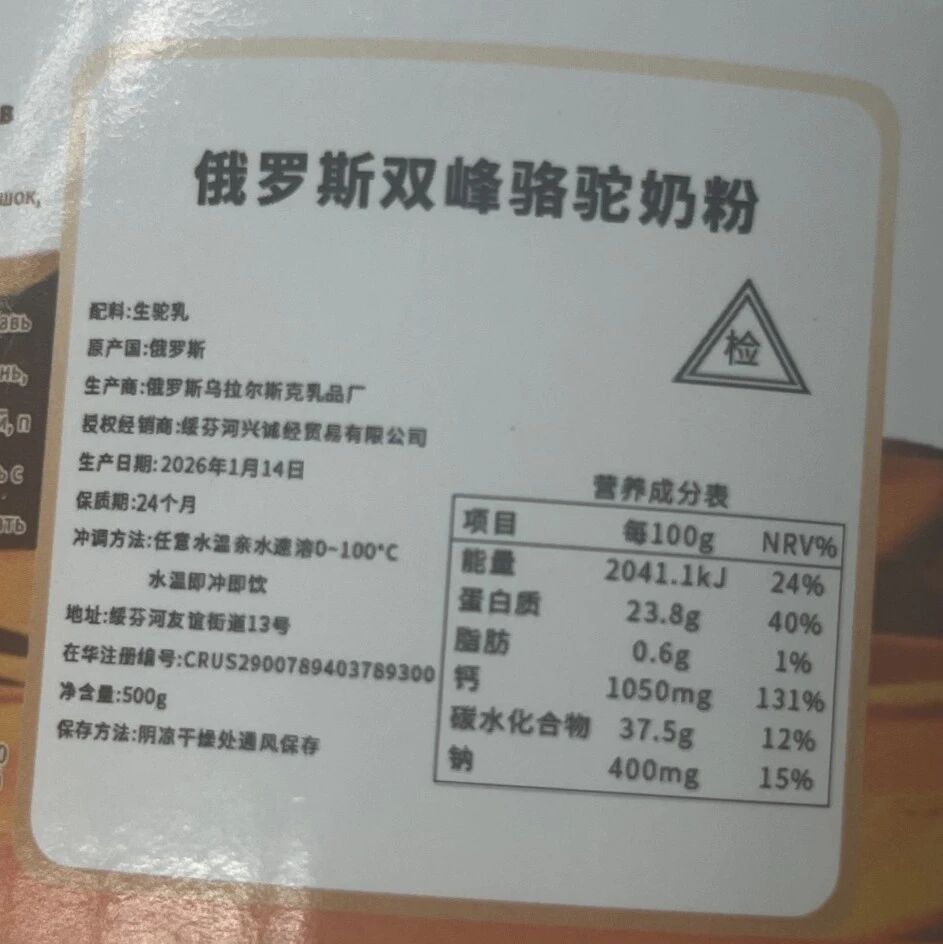 俄罗斯双峰骆驼奶粉
检
配料:生驼乳
原产国:俄罗斯
生产商:俄罗斯乌拉尔斯克乳品厂
授权经销商:绥芬河兴诚经贸易有限公司
生产日期:2026年1月14日
保质期:24个月
冲调方法:任意水温亲水速溶0~100°C
水温即冲即饮
地址:绥芬河友谊街道13号
在华注册编号:CRUS2900789403789300
净含量:500g
保存方法:阴凉干燥处通风保存
营养成分表
项目 每100g NRV%
能量 2041.1kJ 24%
蛋白质 23.8g 40%
脂肪 0.6g 1%
钙 1050mg 131%
碳水化合物 37.5g 12%
钠 400mg 15%